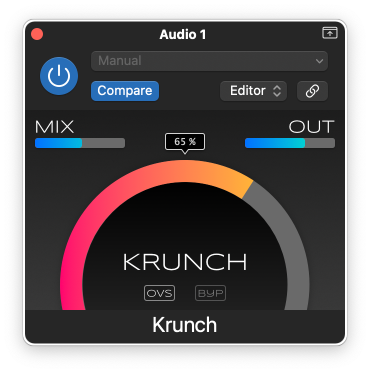 Audio 1
Manual
Compare
Editor
MIX
OUT
65 %
KRUNCH
OVS
BYP
Krunch